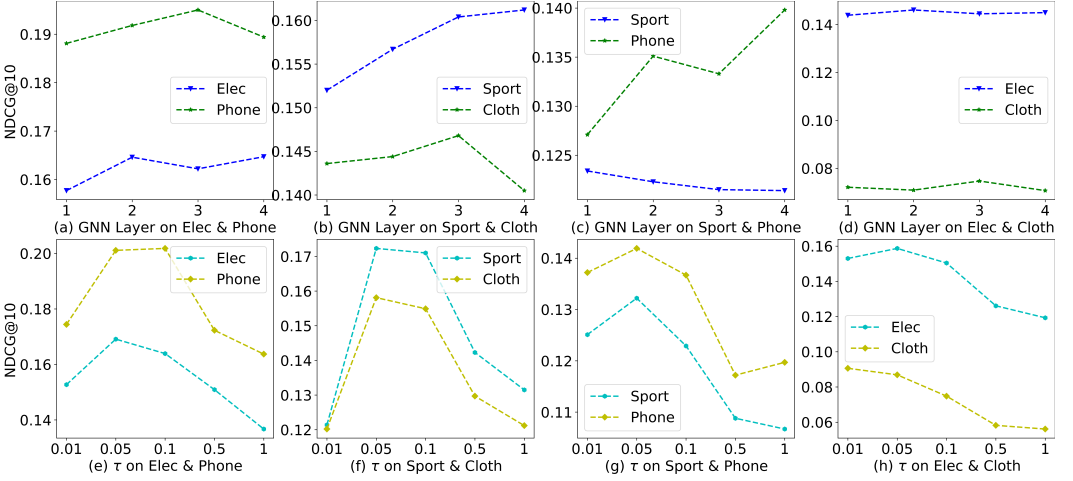 NDCG@10
0.19
0.18
0.17
0.16
Elec
Phone
1 2 3 4
(a) GNN Layer on Elec & Phone
0.160
0.155
0.150
0.145
0.140
Sport
Cloth
1 2 3 4
(b) GNN Layer on Sport & Cloth
0.140
0.135
0.130
0.125
Sport
Phone
1 2 3 4
(c) GNN Layer on Sport & Phone
0.14
0.12
0.10
0.08
Elec
Cloth
1 2 3 4
(d) GNN Layer on Elec & Cloth
NDCG@10
0.20
0.18
0.16
0.14
Elec
Phone
0.01 0.05 0.1 0.5 1
(e) τ on Elec & Phone
0.17
0.16
0.15
0.14
0.13
0.12
Sport
Cloth
0.01 0.05 0.1 0.5 1
(f) τ on Sport & Cloth
0.14
0.13
0.12
0.11
Sport
Phone
0.01 0.05 0.1 0.5 1
(g) τ on Sport & Phone
0.16
0.14
0.12
0.10
0.08
0.06
Elec
Cloth
0.01 0.05 0.1 0.5 1
(h) τ on Elec & Cloth